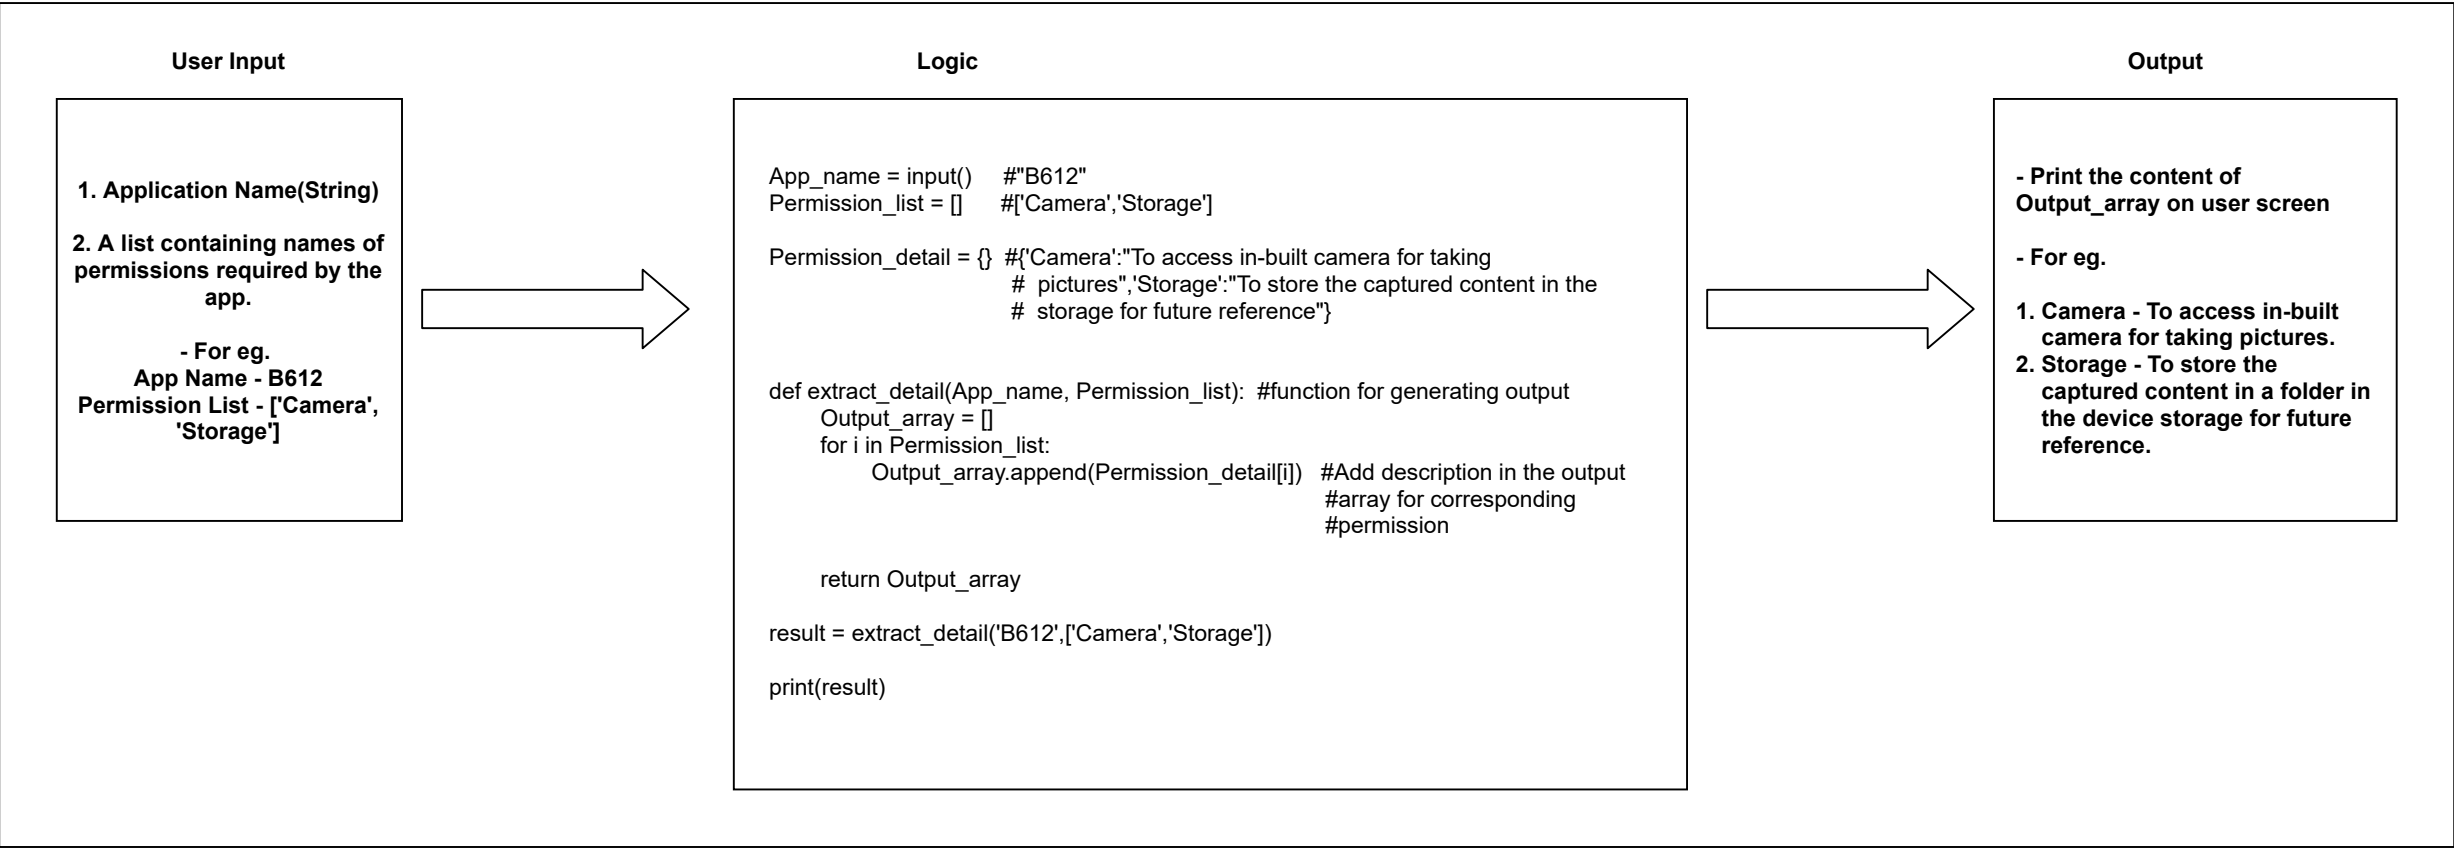 User Input
1. Application Name(String)
2. A list containing names of
permissions required by the
app.
- For eg.
App Name - B612
Permission List - ['Camera',
'Storage']
Logic
App_name = input()     #"B612"
Permission_list = []      #['Camera','Storage']
Permission_detail = {}  #{'Camera':"To access in-built camera for taking
#  pictures",'Storage':"To store the captured content in the
#  storage for future reference"}
def extract_detail(App_name, Permission_list):  #function for generating output
Output_array = []
for i in Permission_list:
Output_array.append(Permission_detail[i])   #Add description in the output
#array for corresponding
#permission
return Output_array
result = extract_detail('B612',['Camera','Storage'])
print(result)
Output
- Print the content of
Output_array on user screen
- For eg.
1. Camera - To access in-built
camera for taking pictures.
2. Storage - To store the
captured content in a folder in
the device storage for future
reference.